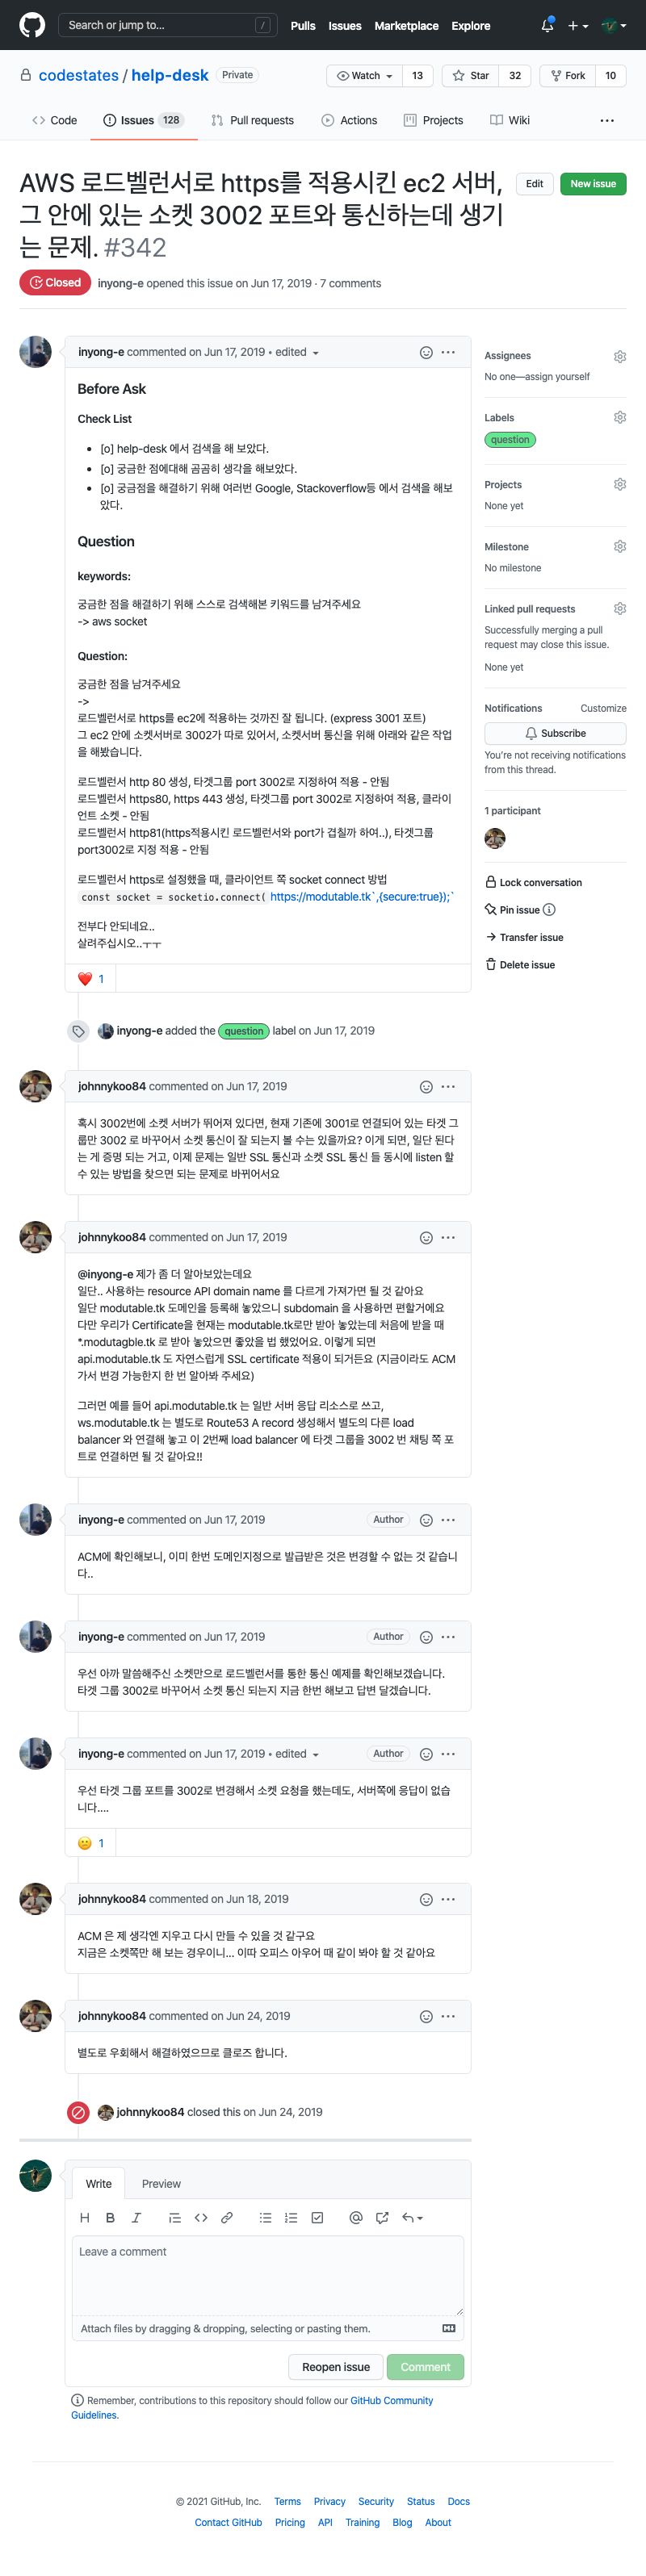 Search or jump to... /
Pulls Issues Marketplace Explore
codestates / help-desk Private
Watch 13 Star 32 Fork 10
Code Issues 128 Pull requests Actions Projects Wiki
AWS 로드벨런서로 https를 적용시킨 ec2 서버,
그 안에 있는 소켓 3002 포트와 통신하는데 생기
는 문제. #342
Edit New issue
Closed inyong-e opened this issue on Jun 17, 2019 · 7 comments
inyong-e commented on Jun 17, 2019 • edited
Before Ask
Check List
• [o] help-desk 에서 검색을 해 보았다.
• [o] 궁금한 점에대해 곰곰히 생각을 해보았다.
• [o] 궁금점을 해결하기 위해 여러번 Google, Stackoverflow등 에서 검색을 해보
았다.
Question
keywords:
궁금한 점을 해결하기 위해 스스로 검색해본 키워드를 남겨주세요
-> aws socket
Question:
궁금한 점을 남겨주세요
->
로드벨런서로 https를 ec2에 적용하는 것까진 잘 됩니다. (express 3001 포트)
그 ec2 안에 소켓서버로 3002가 따로 있어서, 소켓서버 통신을 위해 아래와 같은 작업
을 해봤습니다.
로드벨런서 http 80 생성, 타겟그룹 port 3002로 지정하여 적용 - 안됨
로드벨런서 https80, https 443 생성, 타겟그룹 port 3002로 지정하여 적용, 클라이
언트 소켓 - 안됨
로드벨런서 http81(https적용시킨 로드벨런서와 port가 겹칠까 하여..), 타겟그룹
port3002로 지정 적용 - 안됨
로드벨런서 https로 설정했을 때, 클라이언트 쪽 socket connect 방법
const socket = socketio.connect( https://modutable.tk`,{secure:true});`
전부다 안되네요..
살려주십시오..ㅜㅜ
❤️ 1
Assignees
No one—assign yourself
Labels
question
Projects
None yet
Milestone
No milestone
Linked pull requests
Successfully merging a pull
request may close this issue.
None yet
Notifications Customize
Subscribe
You're not receiving notifications
from this thread.
1 participant
Lock conversation
Pin issue
Transfer issue
Delete issue
inyong-e added the question label on Jun 17, 2019
johnnykoo84 commented on Jun 17, 2019
혹시 3002번에 소켓 서버가 뛰어져 있다면, 현재 기존에 3001로 연결되어 있는 타겟 그
룹만 3002 로 바꾸어서 소켓 통신이 잘 되는지 볼 수는 있을까요? 이게 되면, 일단 된다
는 게 증명 되는 거고, 이제 문제는 일반 SSL 통신과 소켓 SSL 통신 들 동시에 listen 할
수 있는 방법을 찾으면 되는 문제로 바뀌어서요
johnnykoo84 commented on Jun 17, 2019
@inyong-e 제가 좀 더 알아보았는데요
일단.. 사용하는 resource API domain name 를 다르게 가져가면 될 것 같아요
일단 modutable.tk 도메인을 등록해 놓았으니 subdomain 을 사용하면 편할거에요
다만 우리가 Certificate을 현재는 modutable.tk로만 받아 놓았는데 처음에 받을 때
*.modutagble.tk 로 받아 놓았으면 좋았을 법 했었어요. 이렇게 되면
api.modutable.tk 도 자연스럽게 SSL certificate 적용이 되거든요 (지금이라도 ACM
가서 변경 가능한지 한 번 알아봐 주세요)
그러면 예를 들어 api.modutable.tk 는 일반 서버 응답 리소스로 쓰고,
ws.modutable.tk 는 별도로 Route53 A record 생성해서 별도의 다른 load
balancer 와 연결해 놓고 이 2번째 load balancer 에 타겟 그룹을 3002 번 채팅 쪽 포
트로 연결하면 될 것 같아요!!
inyong-e commented on Jun 17, 2019 Author
ACM에 확인해보니, 이미 한번 도메인지정으로 발급받은 것은 변경할 수 없는 것 같습니
다..
inyong-e commented on Jun 17, 2019 Author
우선 아까 말씀해주신 소켓만으로 로드벨런서를 통한 통신 예제를 확인해보겠습니다.
타겟 그룹 3002로 바꾸어서 소켓 통신 되는지 지금 한번 해보고 답변 달겠습니다.
inyong-e commented on Jun 17, 2019 • edited Author
우선 타겟 그룹 포트를 3002로 변경해서 소켓 요청을 했는데도, 서버쪽에 응답이 없습
니다....
😕 1
johnnykoo84 commented on Jun 18, 2019
ACM 은 제 생각엔 지우고 다시 만들 수 있을 것 같구요
지금은 소켓쪽만 해 보는 경우이니... 이따 오피스 아우어 때 같이 봐야 할 것 같아요
johnnykoo84 commented on Jun 24, 2019
별도로 우회해서 해결하였으므로 클로즈 합니다.
johnnykoo84 closed this on Jun 24, 2019
Write Preview
H B I
Leave a comment
Attach files by dragging & dropping, selecting or pasting them.
Reopen issue Comment
Remember, contributions to this repository should follow our GitHub Community
Guidelines.
© 2021 GitHub, Inc. Terms Privacy Security Status Docs
Contact GitHub Pricing API Training Blog About